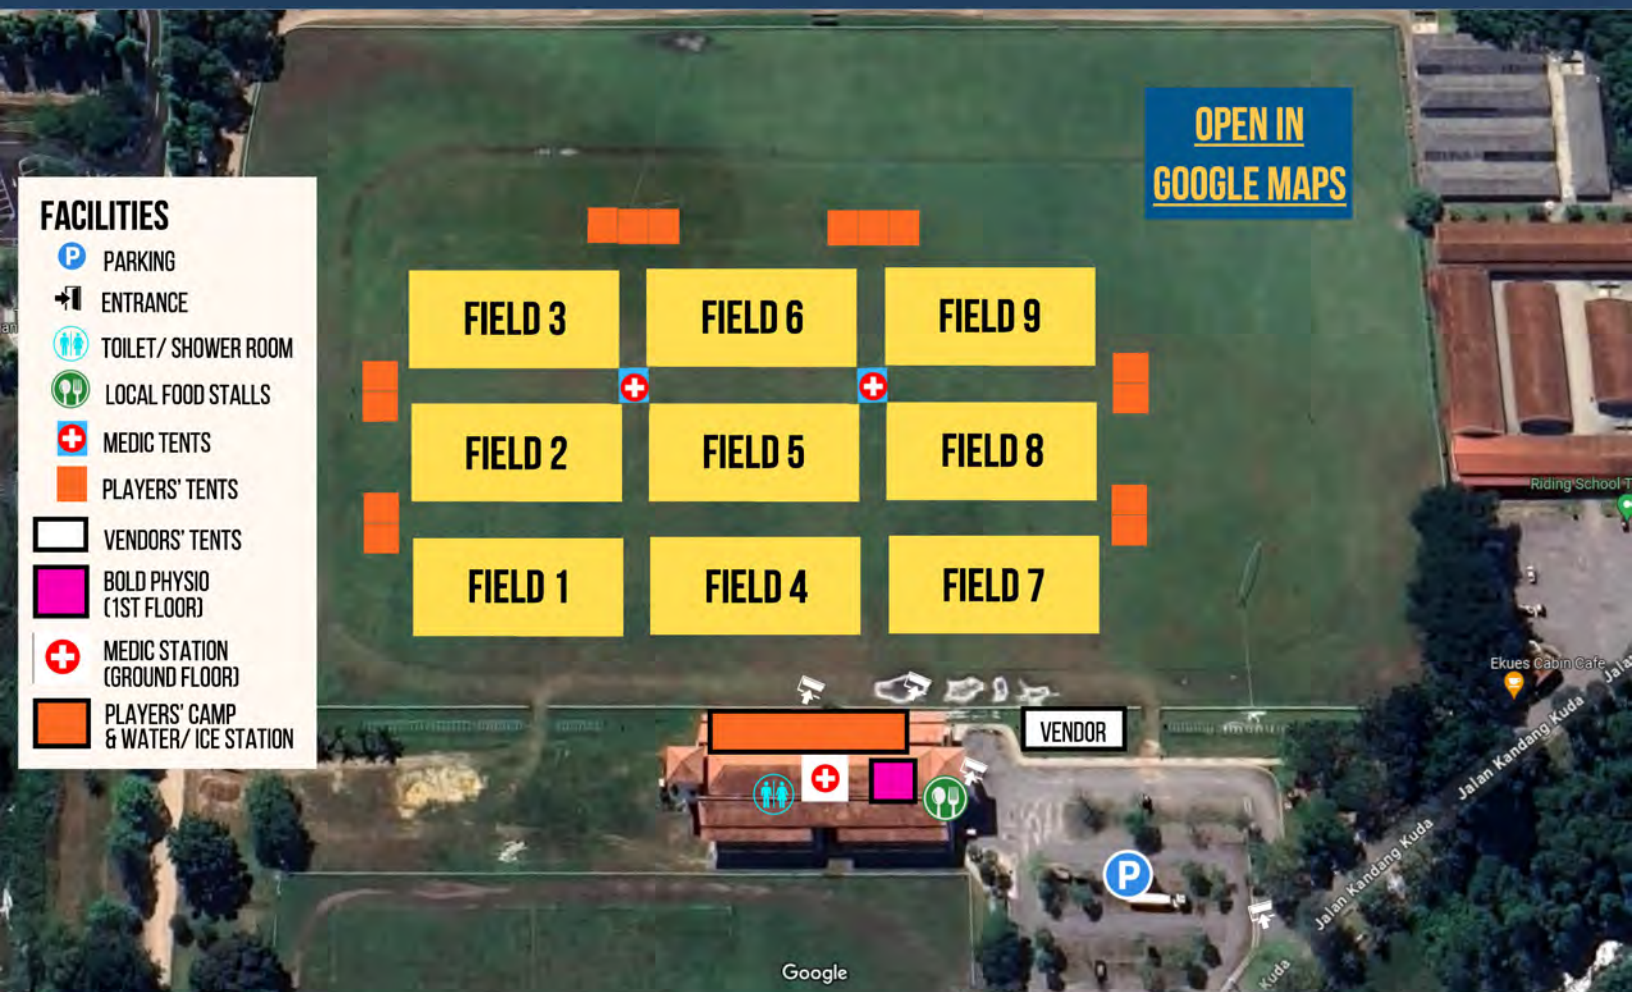 OPEN IN
GOOGLE MAPS
FACILITIES
P PARKING
ENTRANCE
TOILET/ SHOWER ROOM
LOCAL FOOD STALLS
MEDIC TENTS
PLAYERS' TENTS
VENDORS' TENTS
BOLD PHYSIO
(1ST FLOOR)
MEDIC STATION
(GROUND FLOOR)
PLAYERS' CAMP
& WATER/ ICE STATION
FIELD 3
FIELD 6
FIELD 9
FIELD 2
FIELD 5
FIELD 8
FIELD 1
FIELD 4
FIELD 7
Riding School T
Ekues Cabin Cafe
VENDOR
Jalan Kandang Kuda
Jalan Kandang Kuda
P
Kuda
Google